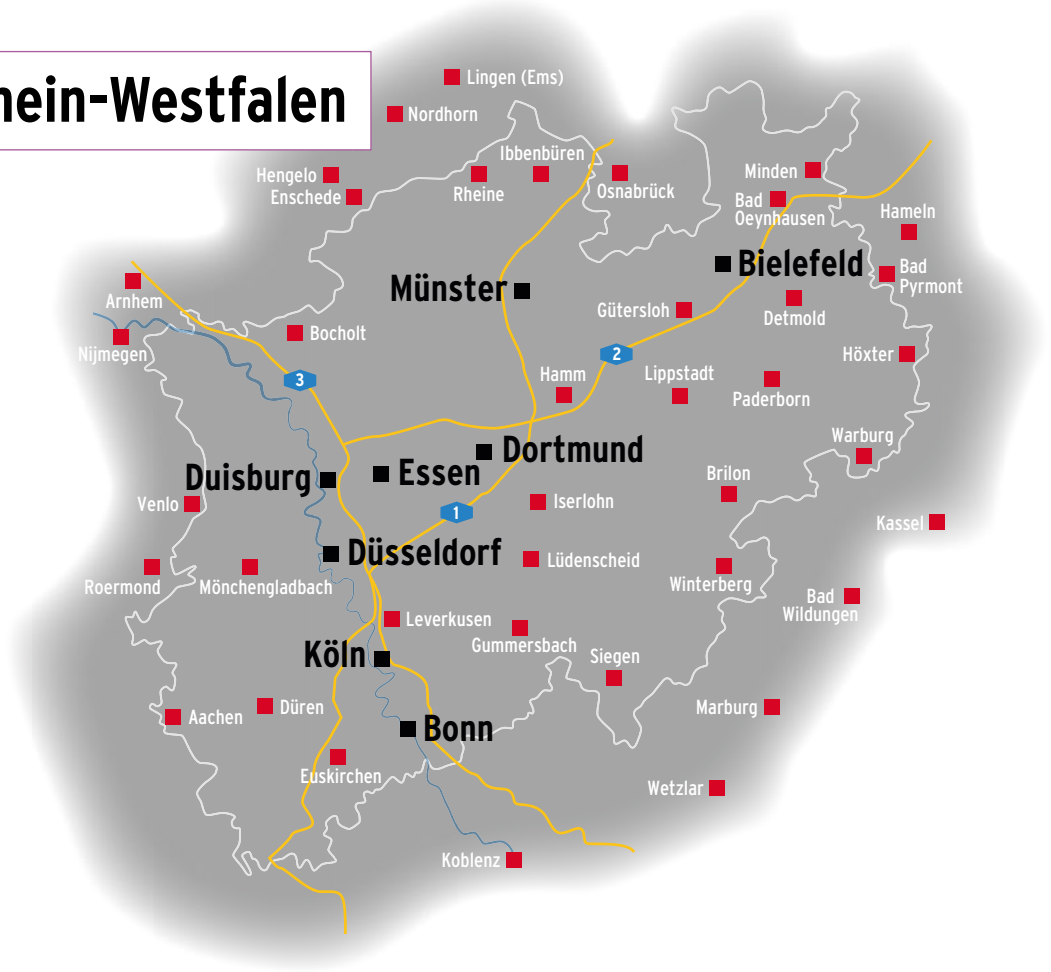 hein-Westfalen
Lingen (Ems)
Nordhorn
Ibbenbüren
Hengelo
Enschede
Rheine
Osnabrück
Minden
Bad
Oeynhausen
Hameln
Bielefeld
Bad
Pyrmont
Münster
Arnhem
Gütersloh
Detmold
Bocholt
Nijmegen
2
Höxter
3
Hamm
Lippstadt
Paderborn
Warburg
Dortmund
Duisburg
Essen
Brilon
Venlo
Iserlohn
1
Kassel
Düsseldorf
Lüdenscheid
Roermond
Mönchengladbach
Winterberg
Bad
Wildungen
Leverkusen
Gummersbach
Köln
Siegen
Düren
Aachen
Marburg
Bonn
Euskirchen
Wetzlar
Koblenz